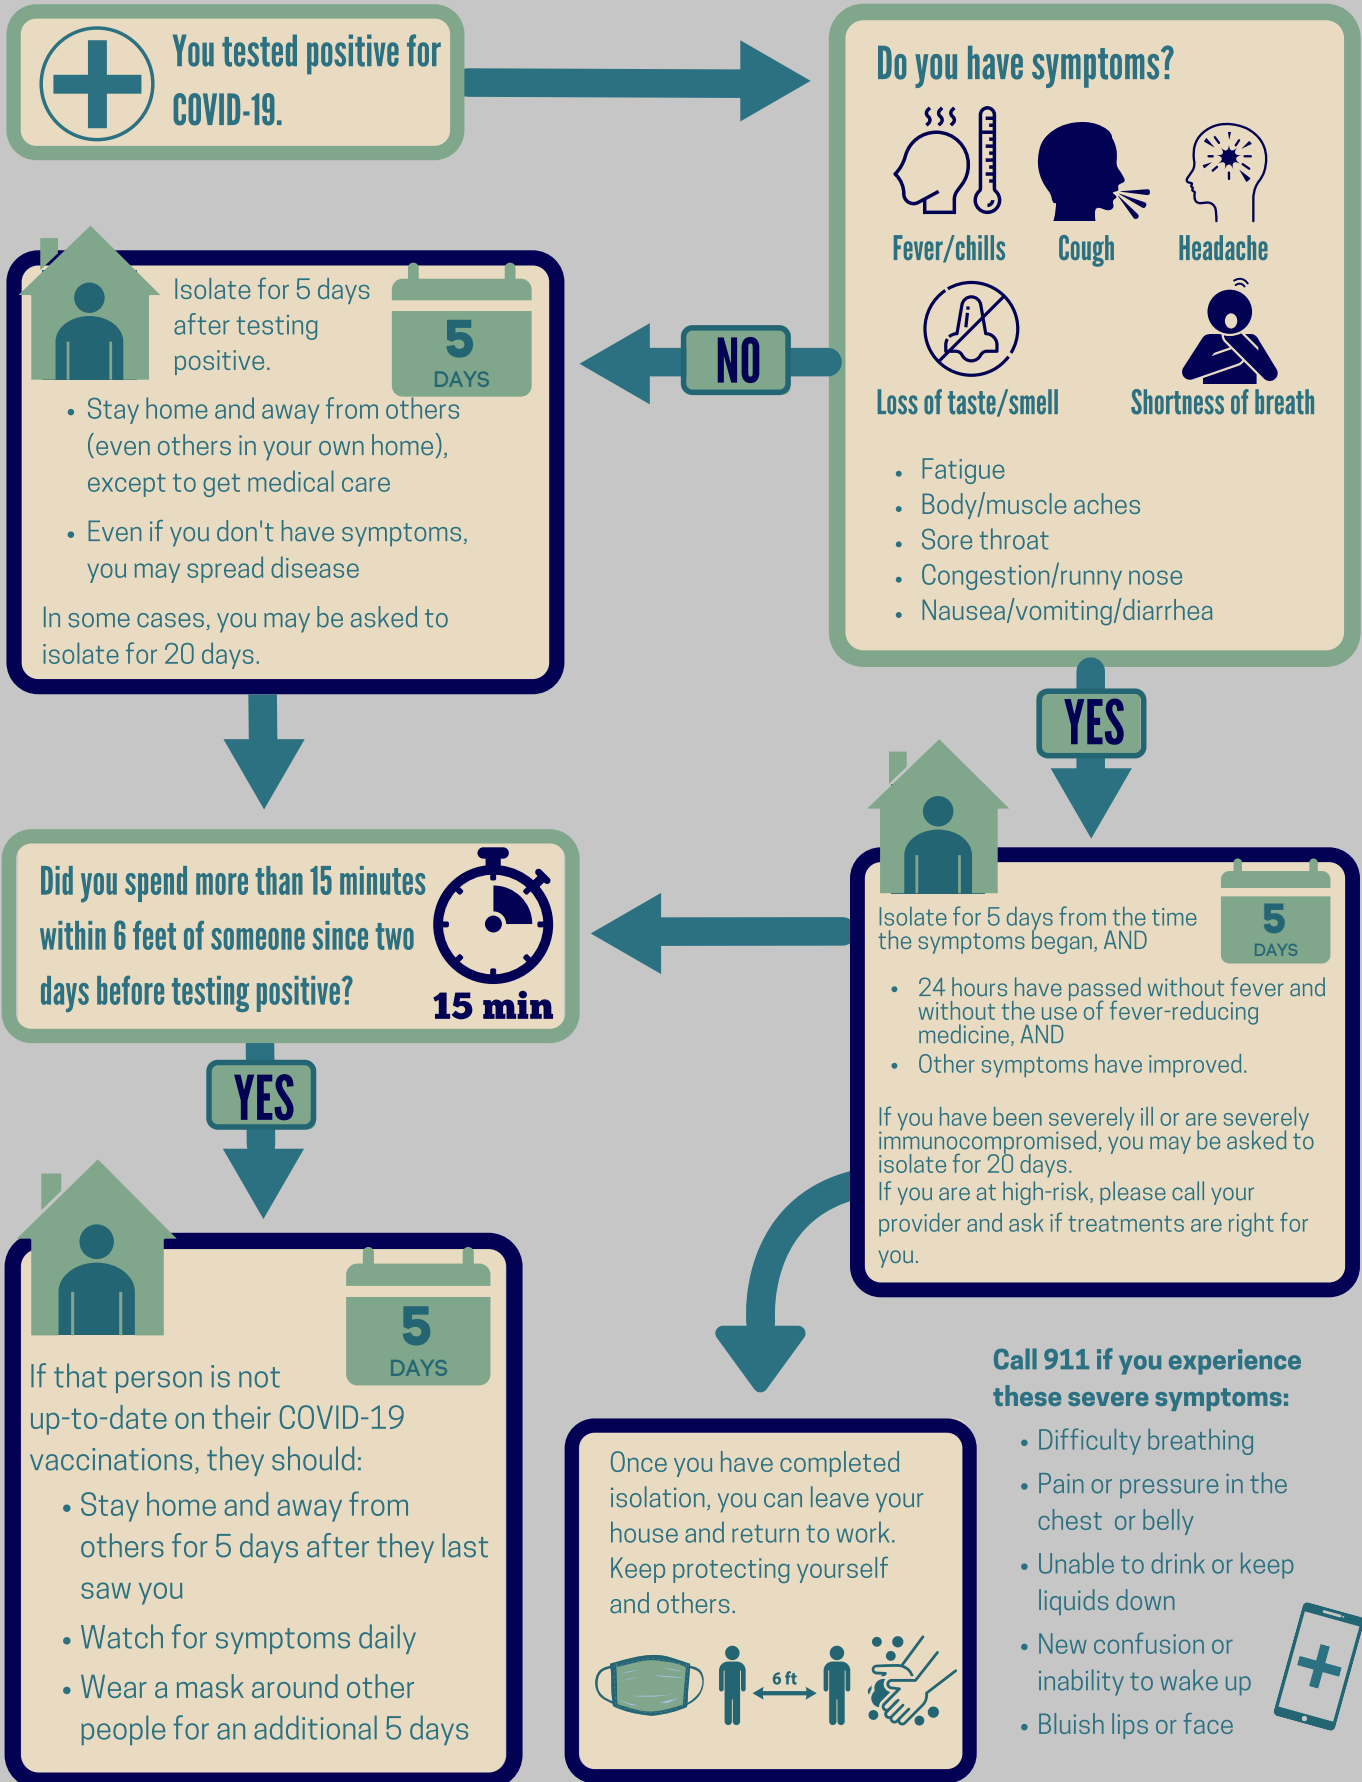 You tested positive for
COVID-19.
Do you have symptoms?
Fever/chills
Cough
Headache
Loss of taste/smell
Shortness of breath
• Fatigue
• Body/muscle aches
• Sore throat
• Congestion/runny nose
• Nausea/vomiting/diarrhea
NO
Isolate for 5 days
after testing
positive.
5
DAYS
• Stay home and away from others
(even others in your own home),
except to get medical care
• Even if you don't have symptoms,
you may spread disease
In some cases, you may be asked to
isolate for 20 days.
YES
Isolate for 5 days from the time
the symptoms began, AND
5
DAYS
• 24 hours have passed without fever and
without the use of fever-reducing
medicine, AND
• Other symptoms have improved.
If you have been severely ill or are severely
immunocompromised, you may be asked to
isolate for 20 days.
If you are at high-risk, please call your
provider and ask if treatments are right for
you.
Did you spend more than 15 minutes
within 6 feet of someone since two
days before testing positive?
15 min
YES
5
DAYS
If that person is not
up-to-date on their COVID-19
vaccinations, they should:
• Stay home and away from
others for 5 days after they last
saw you
• Watch for symptoms daily
• Wear a mask around other
people for an additional 5 days
Once you have completed
isolation, you can leave your
house and return to work.
Keep protecting yourself
and others.
6 ft
Call 911 if you experience
these severe symptoms:
• Difficulty breathing
• Pain or pressure in the
chest or belly
• Unable to drink or keep
liquids down
• New confusion or
inability to wake up
• Bluish lips or face